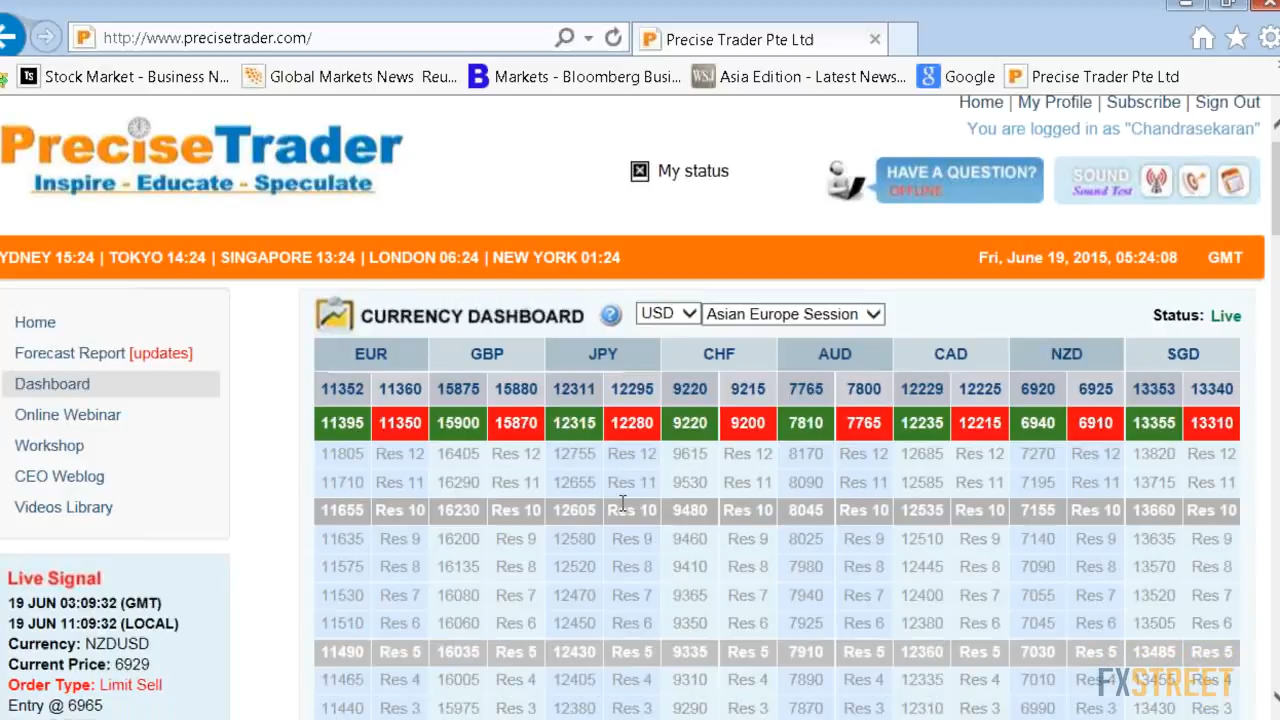 http://www.precisetrader.com/
Precise Trader Pte Ltd
Stock Market - Business N... Global Markets News Reu... Markets - Bloomberg Busi... Asia Edition - Latest News... Google Precise Trader Pte Ltd
Home | My Profile | Subscribe | Sign Out
You are logged in as "Chandrasekaran"
PreciseTrader
Inspire - Educate - Speculate
My status
HAVE A QUESTION?
OFFLINE
SOUND
Sound Test
YDNEY 15:24 | TOKYO 14:24 | SINGAPORE 13:24 | LONDON 06:24 | NEW YORK 01:24
Fri, June 19, 2015, 05:24:08 GMT
Home
Forecast Report [updates]
Dashboard
Online Webinar
Workshop
CEO Weblog
Videos Library
Live Signal
19 JUN 03:09:32 (GMT)
19 JUN 11:09:32 (LOCAL)
Currency: NZDUSD
Current Price: 6929
Order Type: Limit Sell
Entry @ 6965
CURRENCY DASHBOARD ? USD Asian Europe Session Status: Live
EUR GBP JPY CHF AUD CAD NZD SGD
11352 11360 15875 15880 12311 12295 9220 9215 7765 7800 12229 12225 6920 6925 13353 13340
11395 11350 15900 15870 12315 12280 9220 9200 7810 7765 12235 12215 6940 6910 13355 13310
11805 Res 12 16405 Res 12 12755 Res 12 9615 Res 12 8170 Res 12 12685 Res 12 7270 Res 12 13820 Res 12
11710 Res 11 16290 Res 11 12655 Res 11 9530 Res 11 8090 Res 11 12585 Res 11 7195 Res 11 13715 Res 11
11655 Res 10 16230 Res 10 12605 Res 10 9480 Res 10 8045 Res 10 12535 Res 10 7155 Res 10 13660 Res 10
11635 Res 9 16200 Res 9 12580 Res 9 9460 Res 9 8025 Res 9 12510 Res 9 7140 Res 9 13635 Res 9
11575 Res 8 16135 Res 8 12520 Res 8 9410 Res 8 7980 Res 8 12445 Res 8 7090 Res 8 13570 Res 8
11530 Res 7 16080 Res 7 12470 Res 7 9365 Res 7 7940 Res 7 12400 Res 7 7055 Res 7 13520 Res 7
11510 Res 6 16060 Res 6 12450 Res 6 9350 Res 6 7925 Res 6 12380 Res 6 7045 Res 6 13505 Res 6
11490 Res 5 16035 Res 5 12430 Res 5 9335 Res 5 7910 Res 5 12360 Res 5 7030 Res 5 13485 Res 5
11465 Res 4 16005 Res 4 12405 Res 4 9310 Res 4 7890 Res 4 12335 Res 4 7010 Res 4 13455 Res 4
11440 Res 3 15975 Res 3 12380 Res 3 9290 Res 3 7870 Res 3 12310 Res 3 6990 Res 3 13430 Res 3
FXSTREET